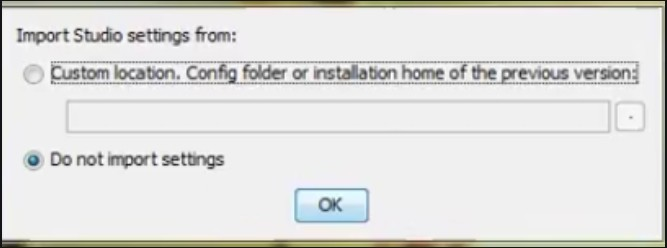 Import Studio settings from:
Custom location. Config folder or installation home of the previous version:
Do not import settings
OK